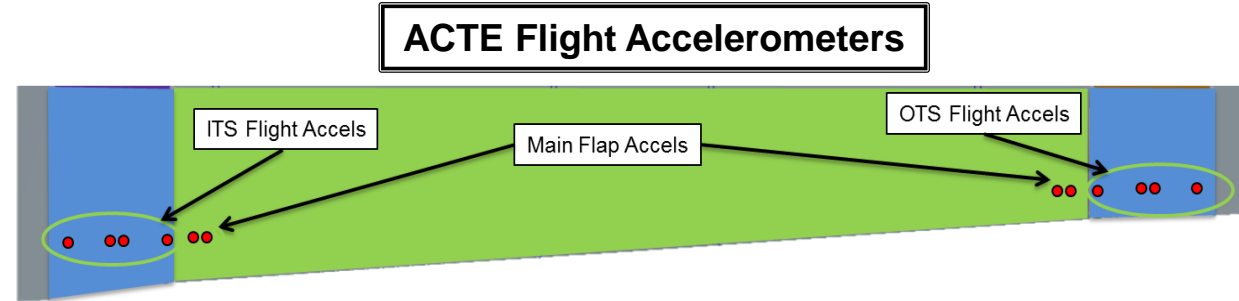 ACTE Flight Accelerometers
ITS Flight Accels
Main Flap Accels
OTS Flight Accels